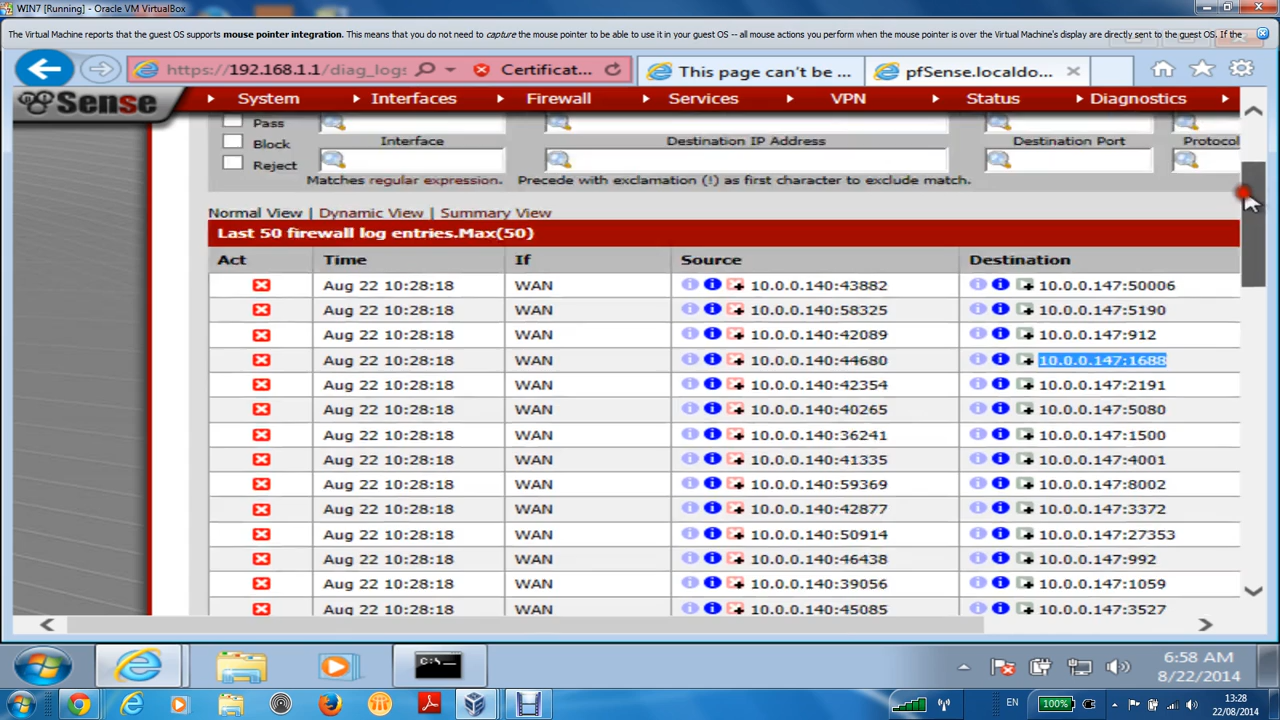 WIN7 [Running] - Oracle VM VirtualBox
The Virtual Machine reports that the guest OS supports mouse pointer integration. This means that you do not need to capture the mouse pointer to be able to use it in your guest OS -- all mouse actions you perform when the mouse pointer is over the Virtual Machine's display are directly sent to the guest OS. If the
https://192.168.1.1/diag_logs Certificat... This page can't be ... pfSense.localdo...
Sense System Interfaces Firewall Services VPN Status Diagnostics
Pass
Block Interface Destination IP Address Destination Port Protocol
Reject
Matches regular expression. Precede with exclamation (!) as first character to exclude match.
Normal View | Dynamic View | Summary View
Last 50 firewall log entries.Max(50)
Act Time If Source Destination
Aug 22 10:28:18 WAN 10.0.0.140:43882 10.0.0.147:50006
Aug 22 10:28:18 WAN 10.0.0.140:58325 10.0.0.147:5190
Aug 22 10:28:18 WAN 10.0.0.140:42089 10.0.0.147:912
Aug 22 10:28:18 WAN 10.0.0.140:44680 10.0.0.147:1688
Aug 22 10:28:18 WAN 10.0.0.140:42354 10.0.0.147:2191
Aug 22 10:28:18 WAN 10.0.0.140:40265 10.0.0.147:5080
Aug 22 10:28:18 WAN 10.0.0.140:36241 10.0.0.147:1500
Aug 22 10:28:18 WAN 10.0.0.140:41335 10.0.0.147:4001
Aug 22 10:28:18 WAN 10.0.0.140:59369 10.0.0.147:8002
Aug 22 10:28:18 WAN 10.0.0.140:42877 10.0.0.147:3372
Aug 22 10:28:18 WAN 10.0.0.140:50914 10.0.0.147:27353
Aug 22 10:28:18 WAN 10.0.0.140:46438 10.0.0.147:992
Aug 22 10:28:18 WAN 10.0.0.140:39056 10.0.0.147:1059
Aug 22 10:28:18 WAN 10.0.0.140:45085 10.0.0.147:3527
6:58 AM
8/22/2014
EN 100% 13:28
22/08/2014